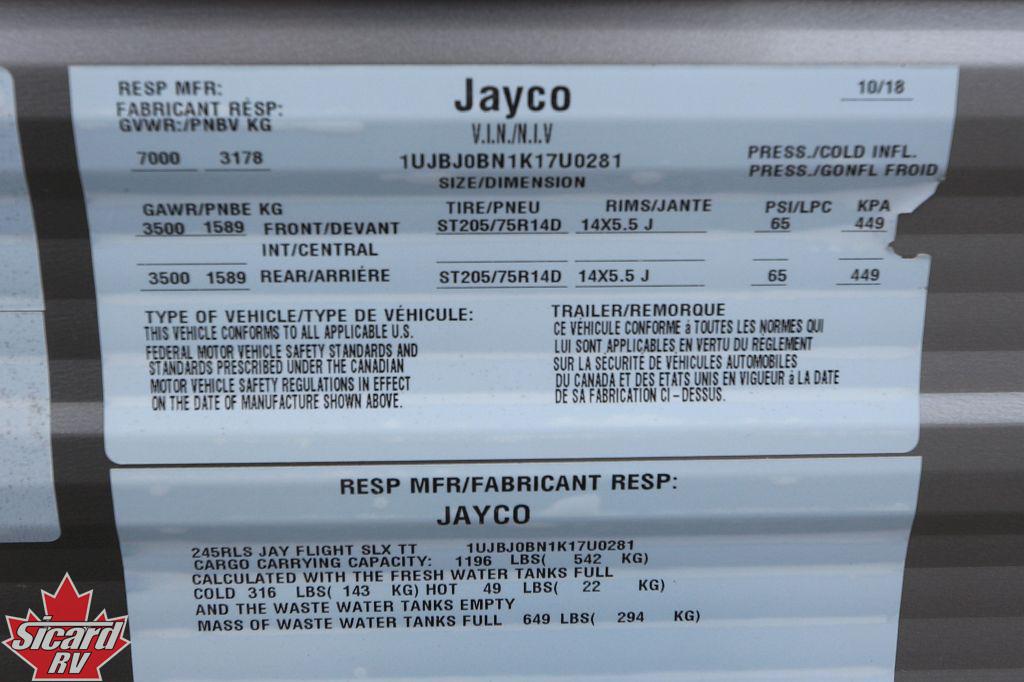 RESP MFR: Jayco 10/18
FABRICANT RÈSP:
GVWR:/PNBV KG V.I.N./N.I.V
7000 3178 1UJBJ0BN1K17U0281 PRESS./COLD INFL.
SIZE/DIMENSION PRESS./GONFL FROID
GAWR/PNBE KG TIRE/PNEU RIMS/JANTE PSI/LPC KPA
3500 1589 FRONT/DEVANT ST205/75R14D 14X5.5 J 65 449
INT/CENTRAL
3500 1589 REAR/ARRIÈRE ST205/75R14D 14X5.5 J 65 449
TYPE OF VEHICLE/TYPE DE VÉHICULE: TRAILER/REMORQUE
THIS VEHICLE CONFORMS TO ALL APPLICABLE U.S.
FEDERAL MOTOR VEHICLE SAFETY STANDARDS AND
STANDARDS PRESCRIBED UNDER THE CANADIAN
MOTOR VEHICLE SAFETY REGULATIONS IN EFFECT
ON THE DATE OF MANUFACTURE SHOWN ABOVE.
CE VÉHICULE CONFORME à TOUTES LES NORMES QUI
LUI SONT APPLICABLES EN VERTU DU RÉGLEMENT
SUR LA SÉCURITÉ DE VÉHICULES AUTOMOBILES
DU CANADA ET DES ETATS UNIS EN VIGUEUR à LA DATE
DE SA FABRICATION CI-DESSUS.
RESP MFR/FABRICANT RESP:
JAYCO
245RLS JAY FLIGHT SLX TT 1UJBJ0BN1K17U0281
CARGO CARRYING CAPACITY: 1196 LBS( 542 KG)
CALCULATED WITH THE FRESH WATER TANKS FULL
COLD 316 LBS( 143 KG) HOT 49 LBS( 22 KG)
AND THE WASTE WATER TANKS EMPTY
MASS OF WASTE WATER TANKS FULL 649 LBS( 294 KG)
Sicard
RV